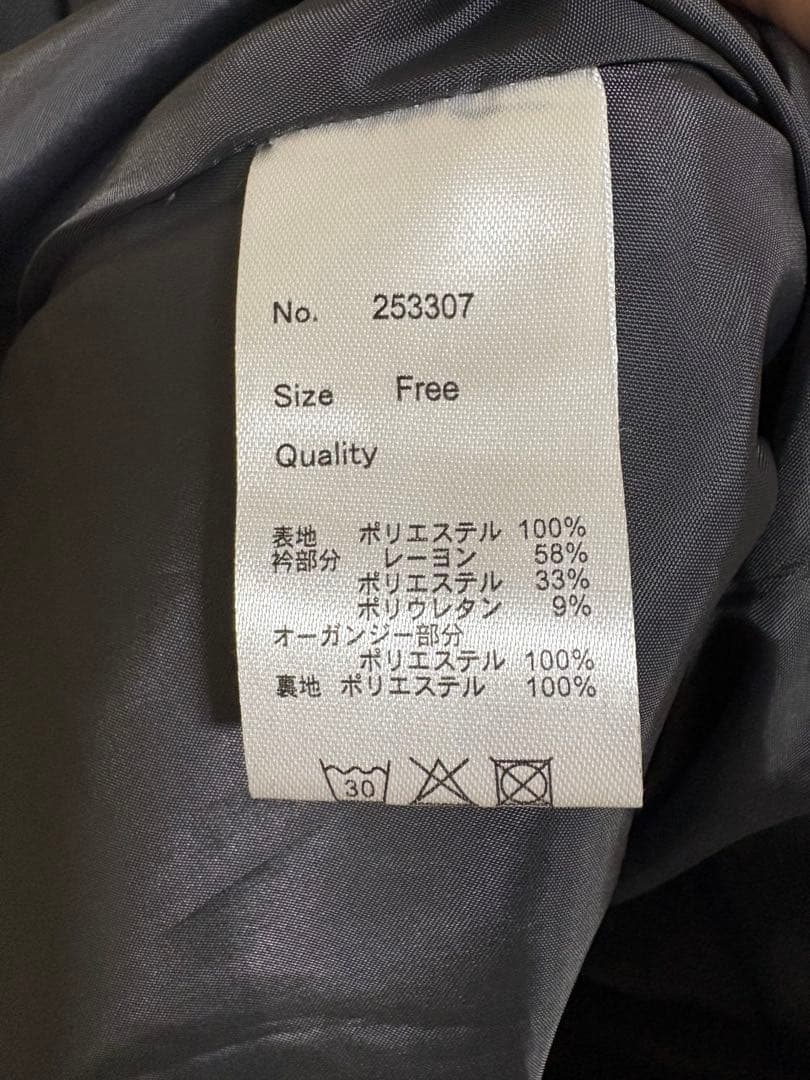 No. 253307
Size Free
Quality
表地 ポリエステル 100%
衿部分 レーヨン 58%
ポリエステル 33%
ポリウレタン 9%
オーガンジー部分
ポリエステル 100%
裏地 ポリエステル 100%
30